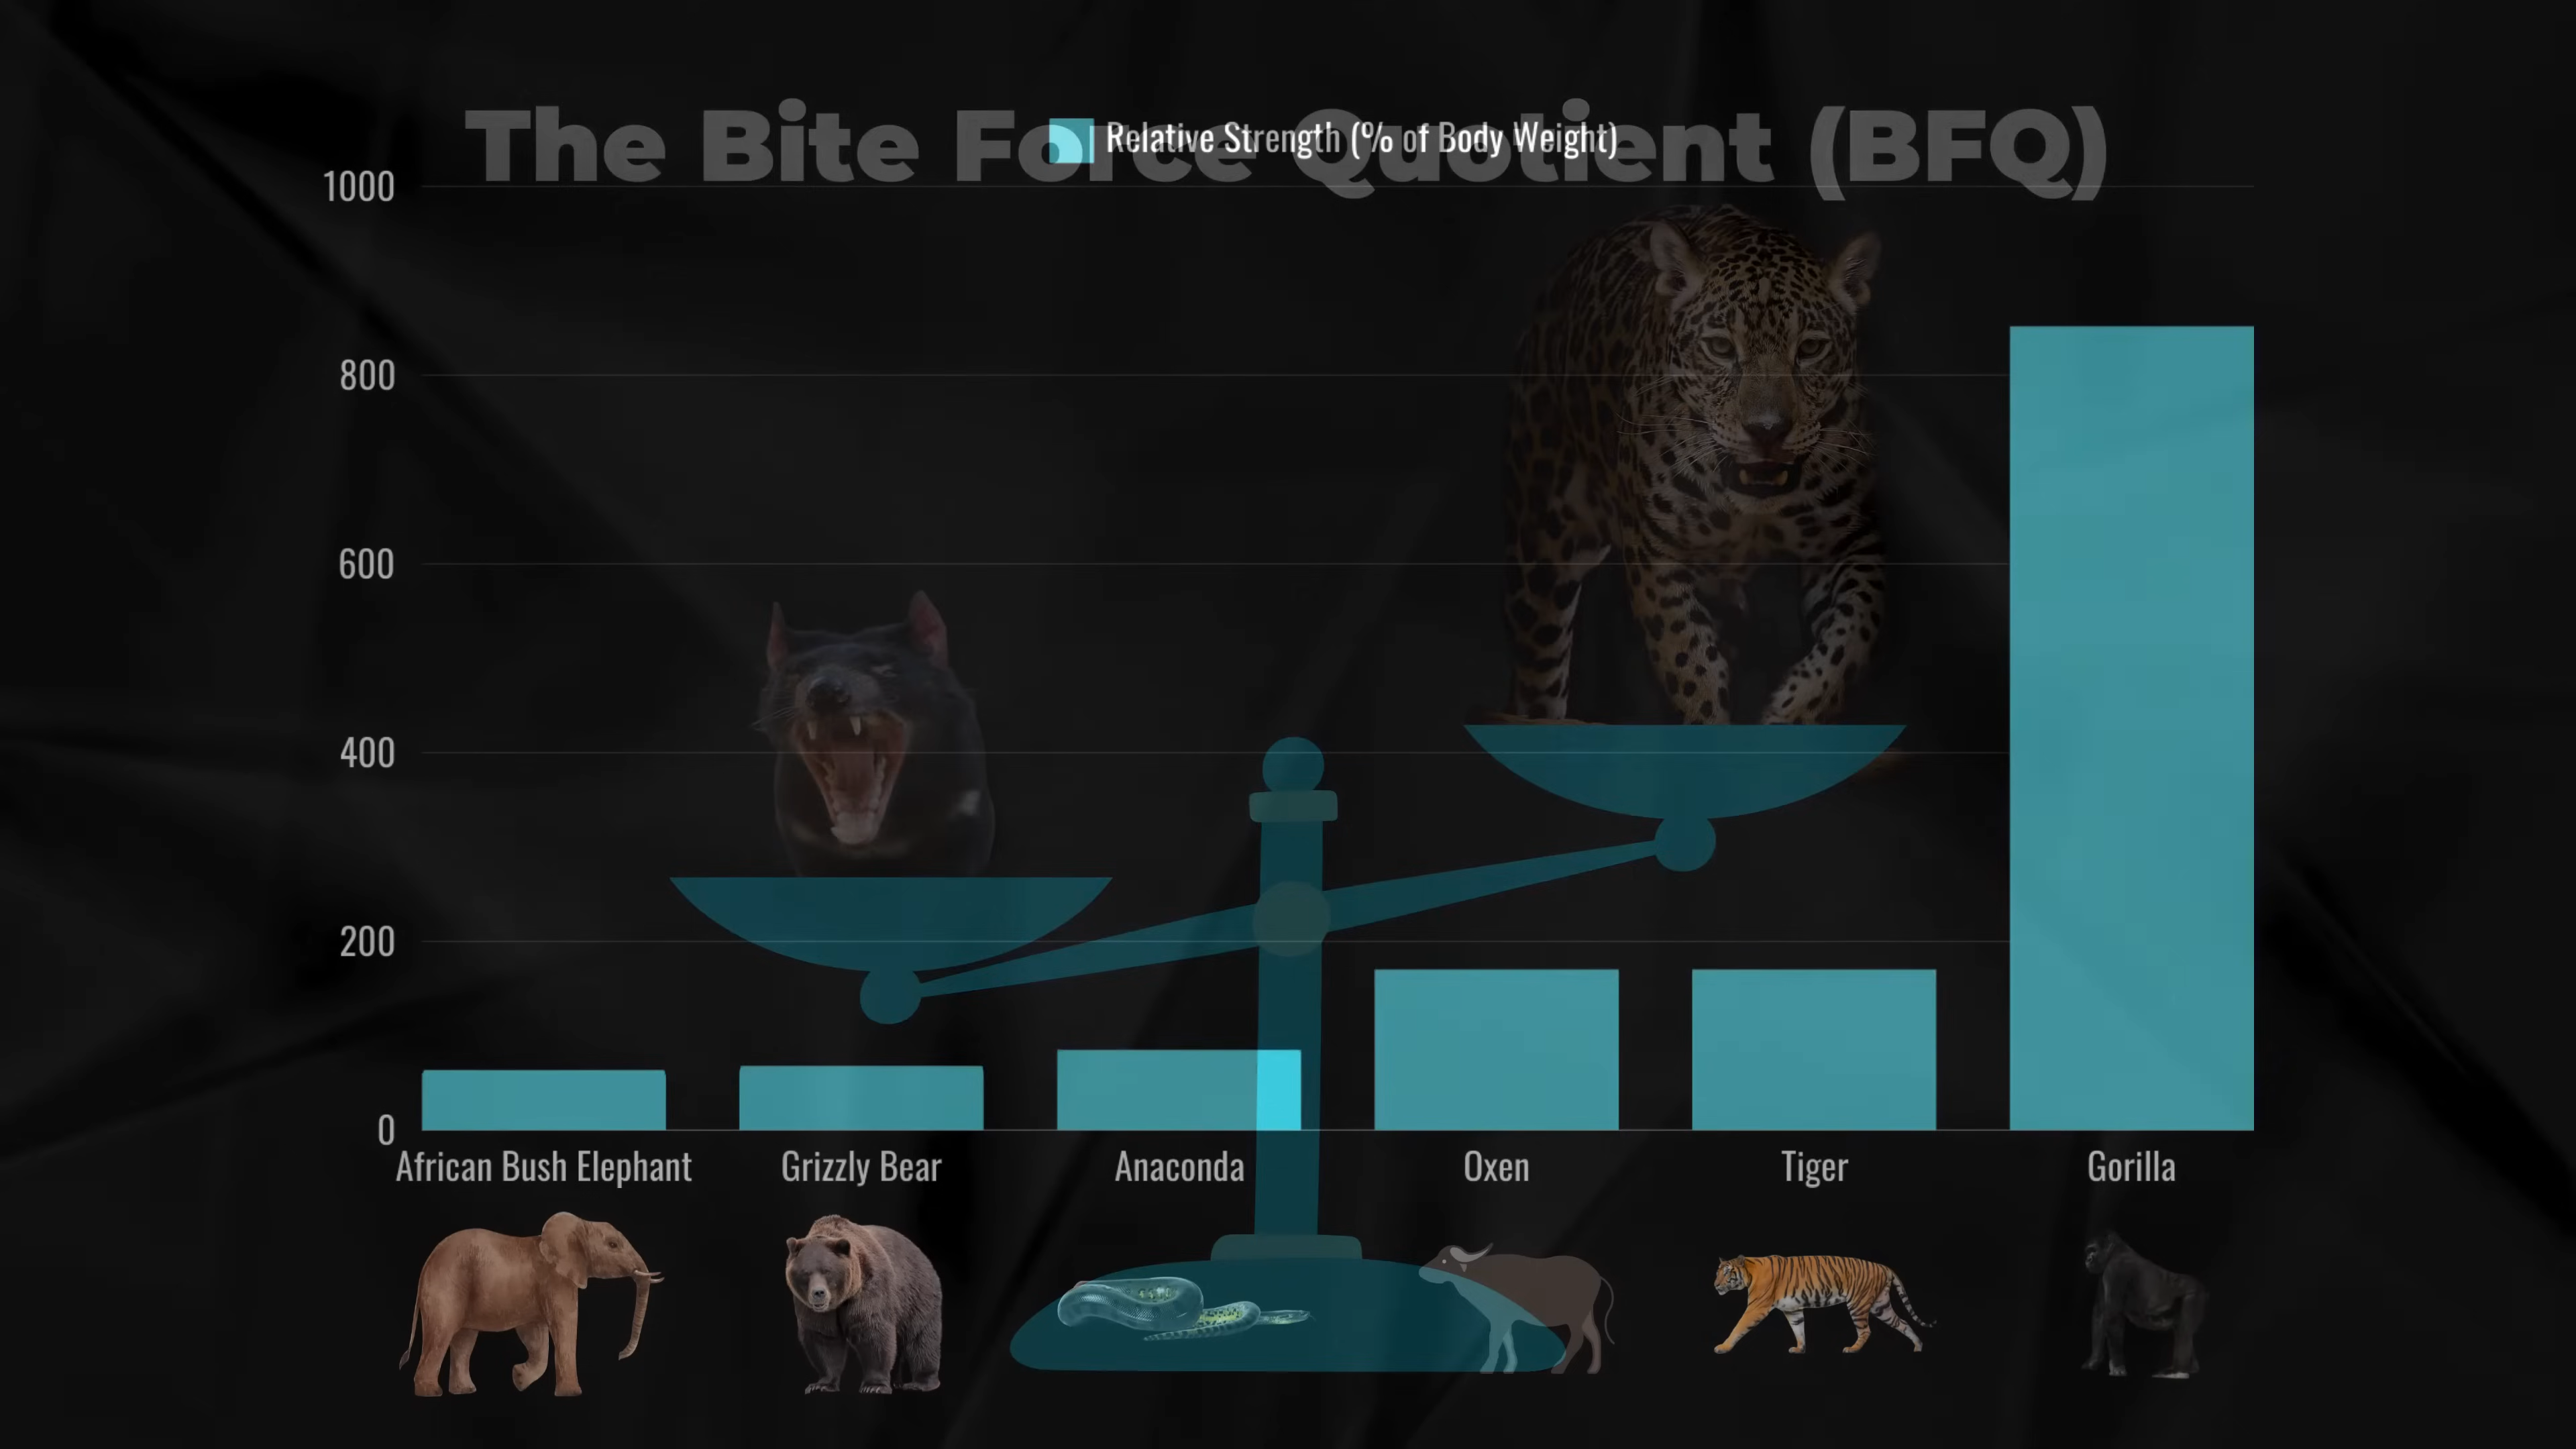 The Bite Force Quotient (BFQ)
Relative Strength (% of Body Weight)
1000
800
600
400
200
0
African Bush Elephant
Grizzly Bear
Anaconda
Oxen
Tiger
Gorilla